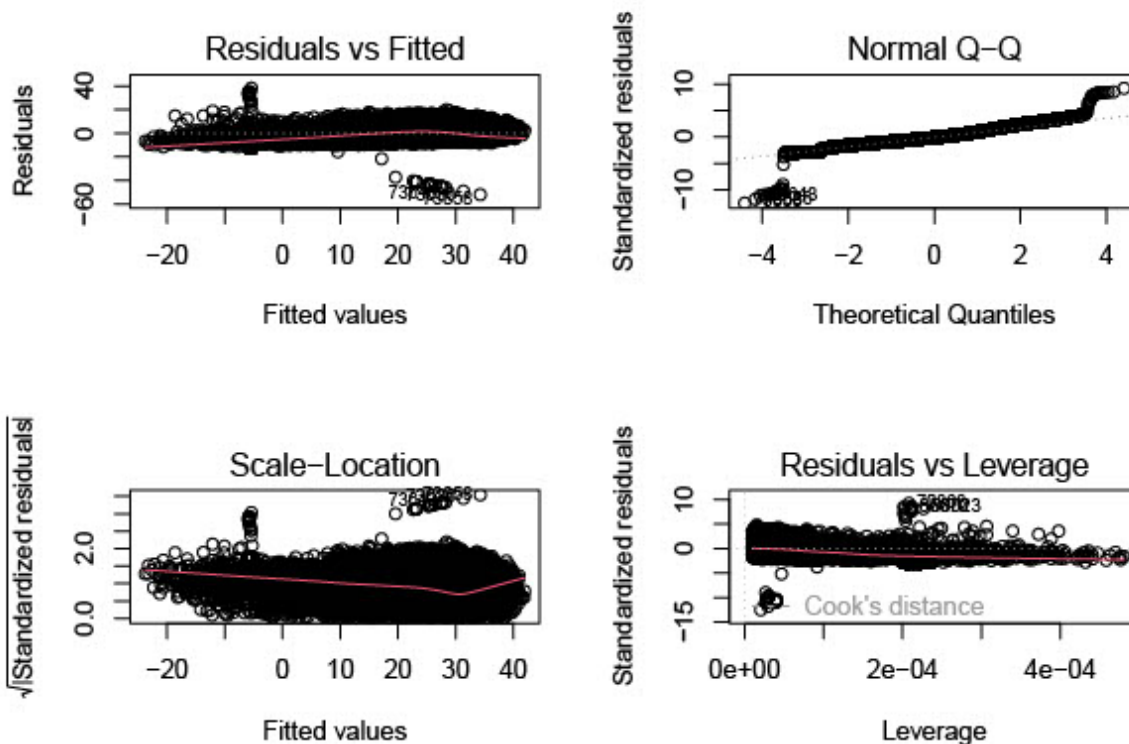 Residuals vs Fitted
Residuals
40
0
−60
−20
0
10
20
30
40
Fitted values
Normal Q−Q
Standardized residuals
10
0
−10
−4
−2
0
2
4
Theoretical Quantiles
Scale−Location
√|Standardized residuals|
2.0
0.0
−20
0
10
20
30
40
Fitted values
Residuals vs Leverage
Standardized residuals
10
0
−15
Cook's distance
0e+00
2e−04
4e−04
Leverage